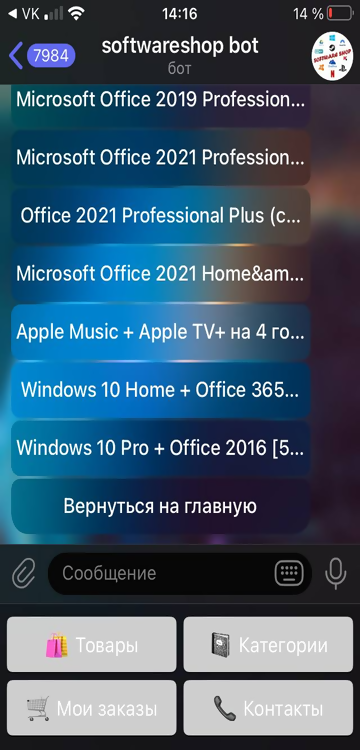 VK
14:16
14 %
7984
softwareshop bot
бот
SOFTWARE SHOP
Microsoft Office 2019 Profession...
Microsoft Office 2021 Profession...
Office 2021 Professional Plus (с...
Microsoft Office 2021 Home&am...
Apple Music + Apple TV+ на 4 го...
Windows 10 Home + Office 365...
Windows 10 Pro + Office 2016 [5...
Вернуться на главную
Сообщение
Товары
Категории
Мои заказы
Контакты